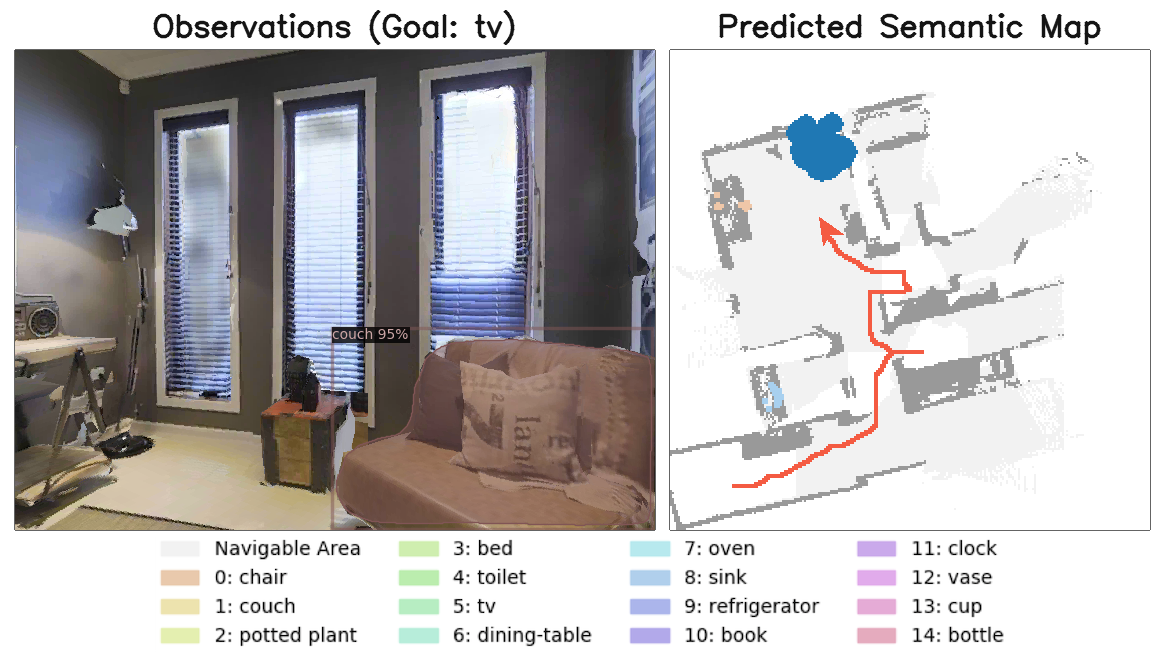 Observations (Goal: tv)
Predicted Semantic Map
couch 95%
lan
Navigable Area
0: chair
1: couch
2: potted plant
3: bed
4: toilet
5: tv
6: dining-table
7: oven
8: sink
9: refrigerator
10: book
11: clock
12: vase
13: cup
14: bottle